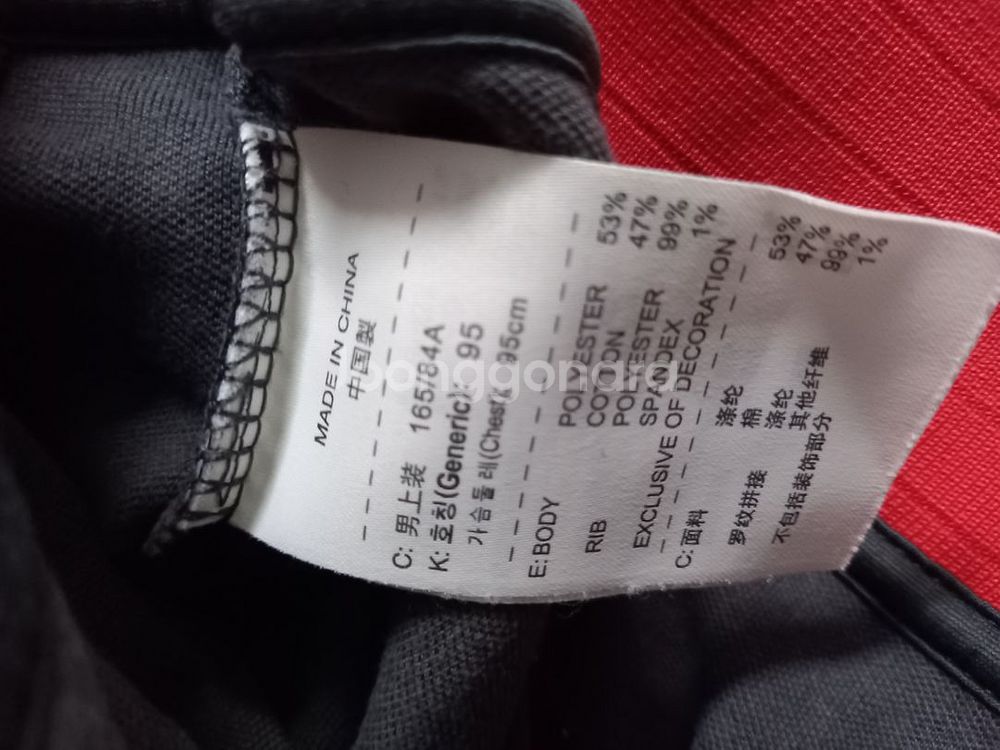 MADE IN CHINA
中国製
C: 男上装 165/84A
K: 호칭(Generic): 95
가슴둘레(Chest): 95cm
E: BODY POLYESTER 53%
COTTON 47%
RIB POLYESTER 99%
SPANDEX 1%
EXCLUSIVE OF DECORATION
C: 面料 涤纶 53%
棉 47%
罗纹拼接 涤纶 99%
其他纤维 1%
不包括装饰部分